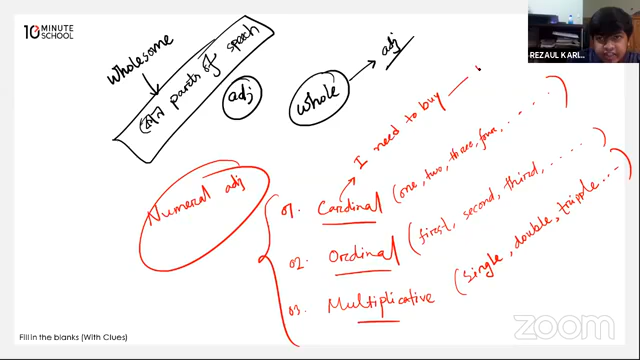 10 MINUTE SCHOOL
REZAUL KARI...
wholesome
parts of speech
adj
whole
adj
I need to buy
Numeral adj
01. Cardinal (one, two, three, four, ......)
02. Ordinal (first, second, third, .....)
03. Multiplicative (single, double, tripple...)
Fill in the blanks (With Clues)
zoom